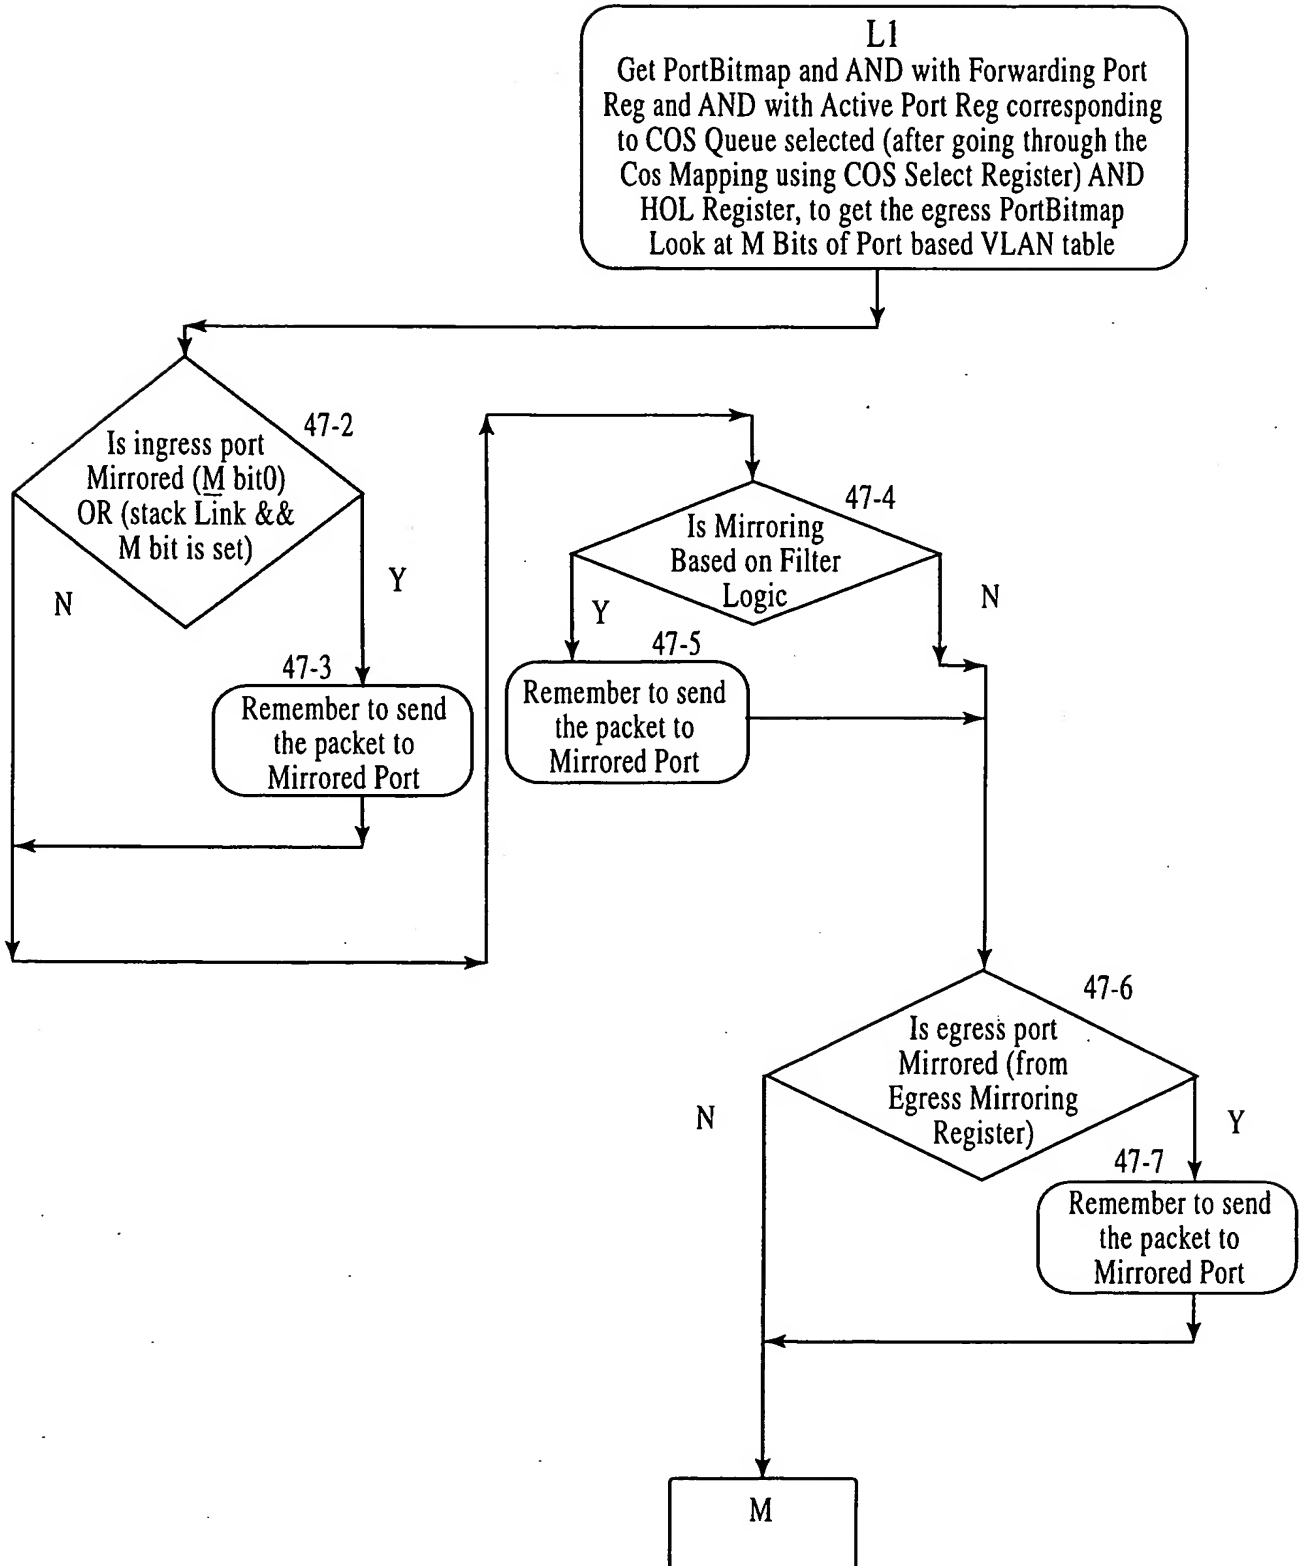 L1
Get PortBitmap and AND with Forwarding Port
Reg and AND with Active Port Reg corresponding
to COS Queue selected (after going through the
Cos Mapping using COS Select Register) AND
HOL Register, to get the egress PortBitmap
Look at M Bits of Port based VLAN table
47-2
Is ingress port
Mirrored (M bit0)
OR (stack Link &&
M bit is set)
N
Y
47-3
Remember to send
the packet to
Mirrored Port
47-4
Is Mirroring
Based on Filter
Logic
Y
N
47-5
Remember to send
the packet to
Mirrored Port
47-6
Is egress port
Mirrored (from
Egress Mirroring
Register)
N
Y
47-7
Remember to send
the packet to
Mirrored Port
M